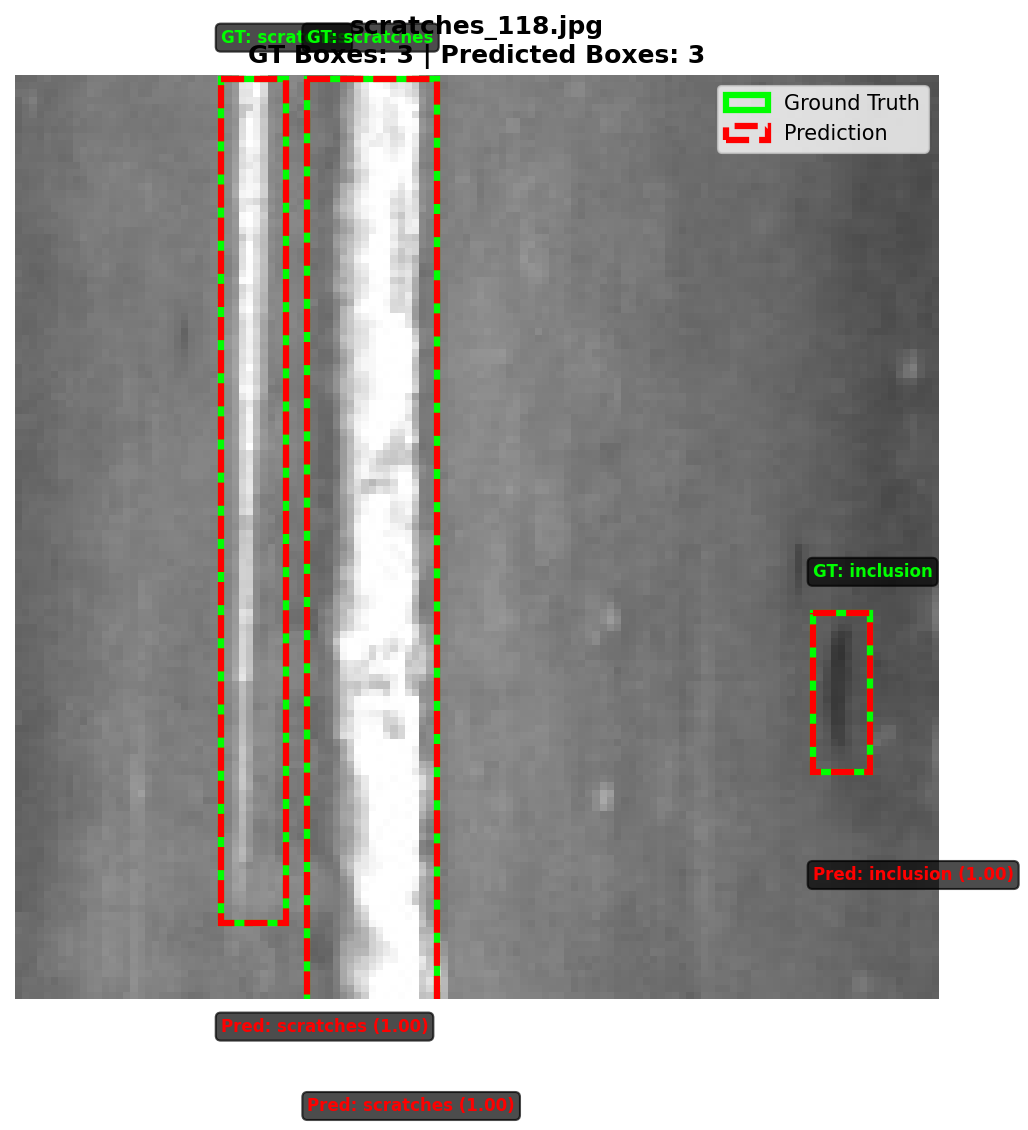 scratches_118.jpg
GT Boxes: 3 | Predicted Boxes: 3
GT: scratches
Ground Truth
Prediction
GT: inclusion
Pred: inclusion (1.00)
Pred: scratches (1.00)
Pred: scratches (1.00)